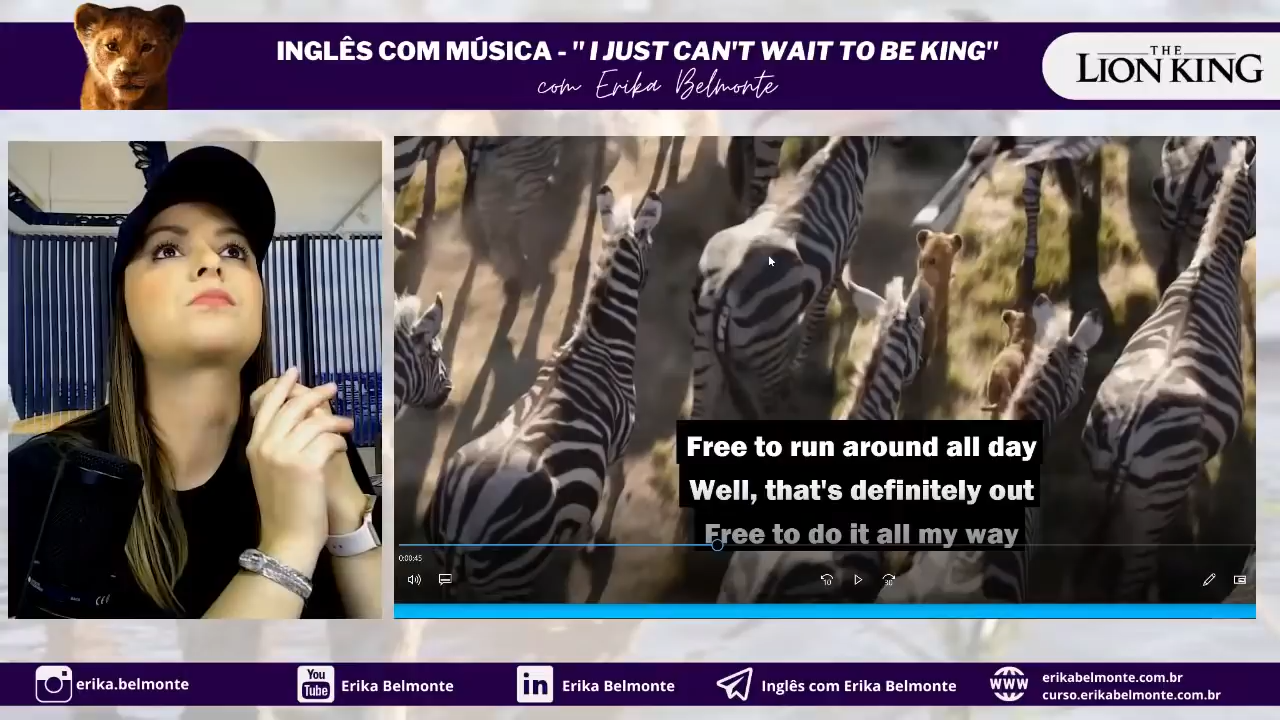 INGLÊS COM MÚSICA - " I JUST CAN'T WAIT TO BE KING"
com Erika Belmonte
THE
LION KING
Free to run around all day
Well, that's definitely out
Free to do it all my way
0:00:45
10
30
erika.belmonte
You
Tube
Erika Belmonte
in
Erika Belmonte
Inglês com Erika Belmonte
WWW
erikabelmonte.com.br
curso.erikabelmonte.com.br